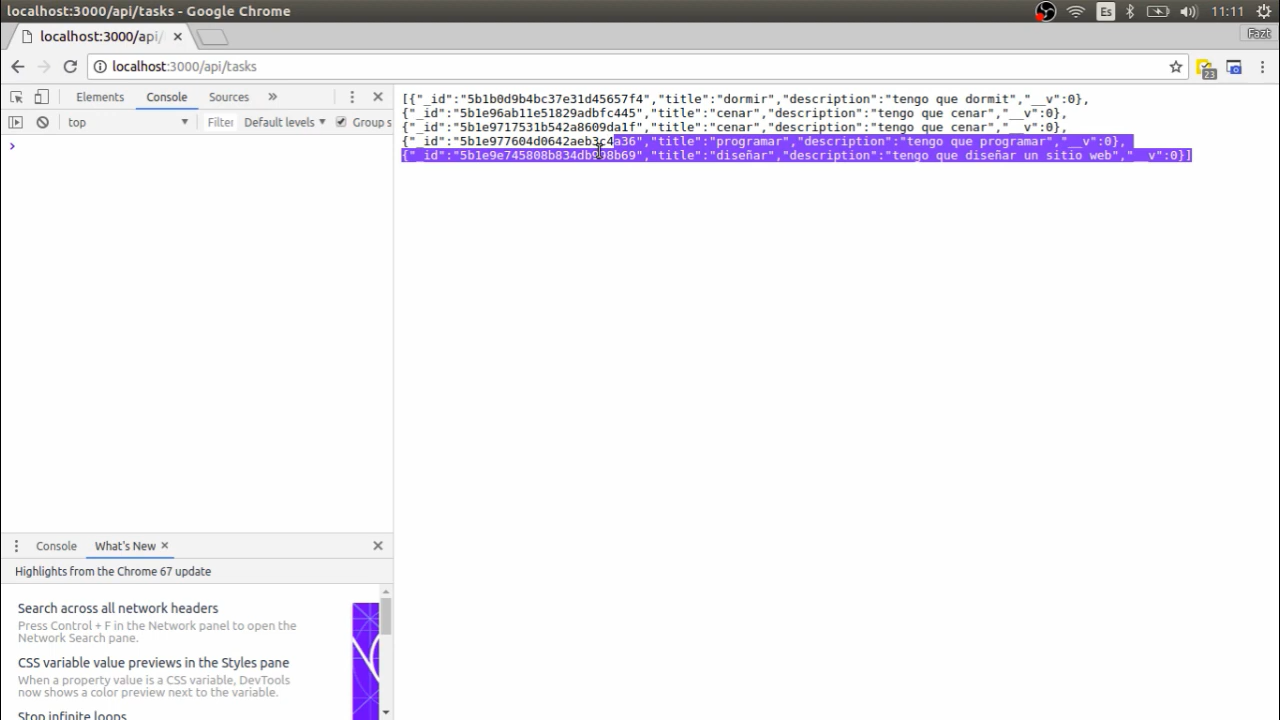 localhost:3000/api/tasks - Google Chrome
Es
11:11
localhost:3000/api/
Fazt
localhost:3000/api/tasks
23
Elements Console Sources »
top Filter Default levels Group s
>
[{"_id":"5b1b0d9b4bc37e31d45657f4","title":"dormir","description":"tengo que dormit","__v":0},
{"_id":"5b1e96ab11e51829adbfc445","title":"cenar","description":"tengo que cenar","__v":0},
{"_id":"5b1e9717531b542a8609da1f","title":"cenar","description":"tengo que cenar","__v":0},
{"_id":"5b1e977604d0642aeb3c4a36","title":"programar","description":"tengo que programar","__v":0},
"title":"diseñar","description":"tengo que diseñar un sitio web","__v":0}]
Console What's New
Highlights from the Chrome 67 update
Search across all network headers
Press Control + F in the Network panel to open the
Network Search pane.
CSS variable value previews in the Styles pane
When a property value is a CSS variable, DevTools
now shows a color preview next to the variable.
Stop infinite loops